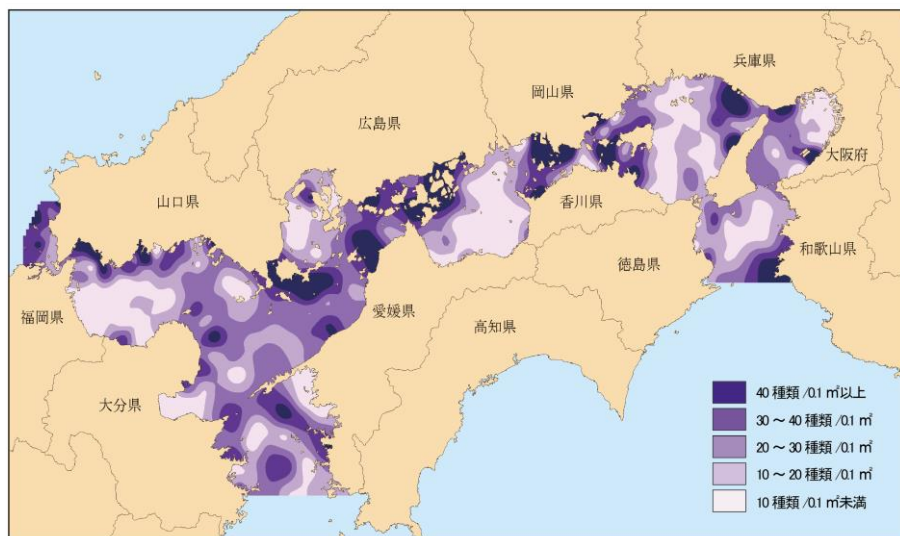 兵庫県
岡山県
広島県
大阪府
山口県
香川県
和歌山県
徳島県
福岡県
愛媛県
高知県
大分県
40 種類 /0.1 ㎡以上
30 ～ 40 種類 /0.1 ㎡
20 ～ 30 種類 /0.1 ㎡
10 ～ 20 種類 /0.1 ㎡
10 種類 /0.1 ㎡未満